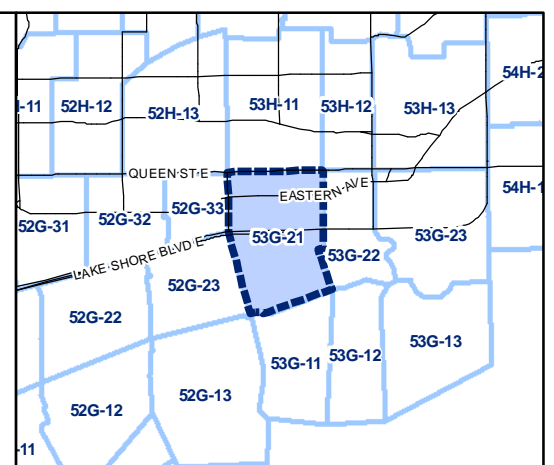 54H-2
I-11
52H-12
52H-13
53H-11
53H-12
53H-13
QUEEN ST E
EASTERN AVE
54H-1
52G-31
52G-32
52G-33
53G-21
53G-22
53G-23
LAKE SHORE BLVD E
52G-23
52G-22
53G-11
53G-12
53G-13
52G-13
52G-12
-11